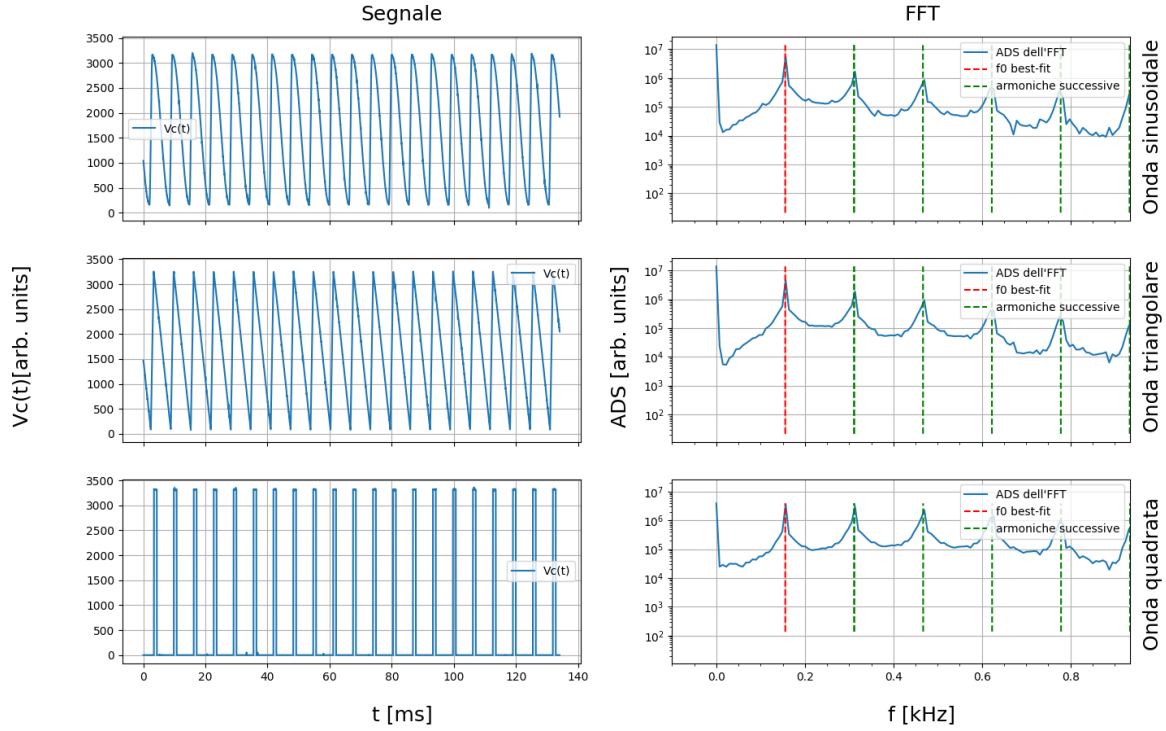 Segnale
FFT
3500
3000
2500
2000
1500
1000
500
0
Vc(t)
10⁷
10⁶
10⁵
10⁴
10³
10²
ADS dell'FFT
f0 best-fit
armoniche successive
Onda sinusoidale
Vc(t)[arb. units]
3500
3000
2500
2000
1500
1000
500
0
Vc(t)
ADS [arb. units]
10⁷
10⁶
10⁵
10⁴
10³
10²
ADS dell'FFT
f0 best-fit
armoniche successive
Onda triangolare
3500
3000
2500
2000
1500
1000
500
0
Vc(t)
0 20 40 60 80 100 120 140
t [ms]
10⁷
10⁶
10⁵
10⁴
10³
10²
ADS dell'FFT
f0 best-fit
armoniche successive
Onda quadrata
0.0 0.2 0.4 0.6 0.8
f [kHz]